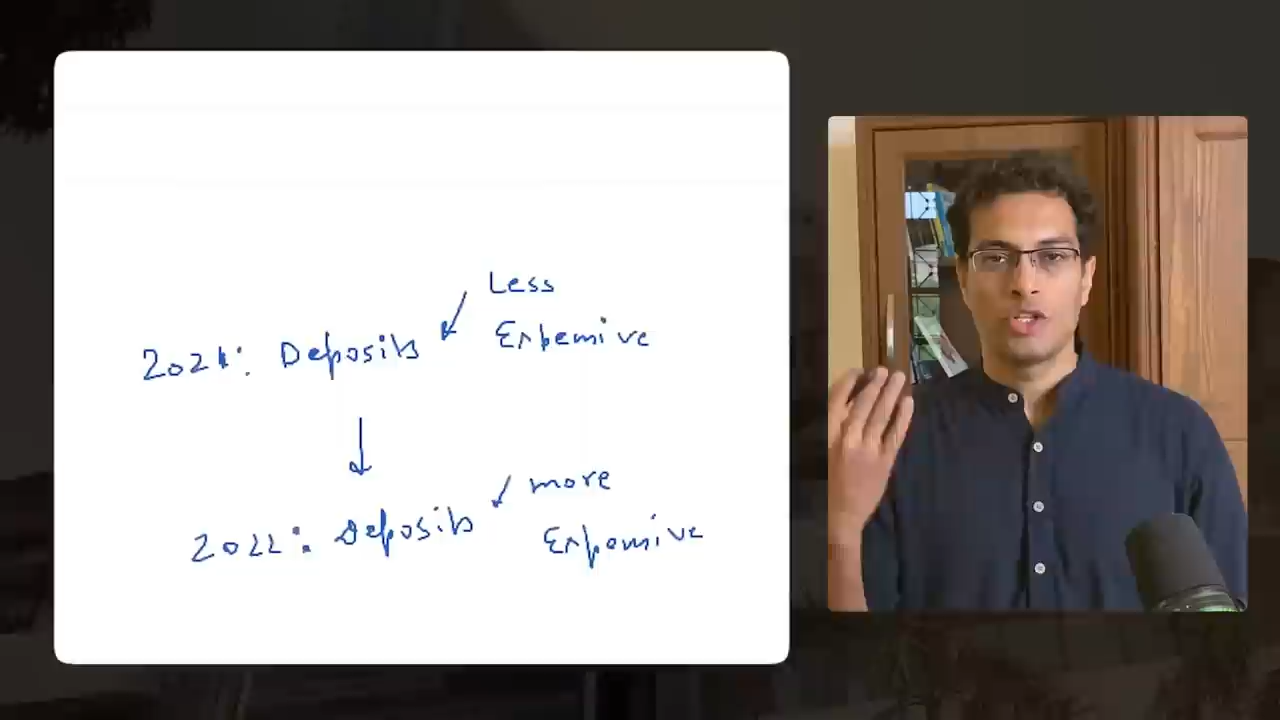 Less
2021: Deposits
Expensive
more
2022: Deposits
Expensive